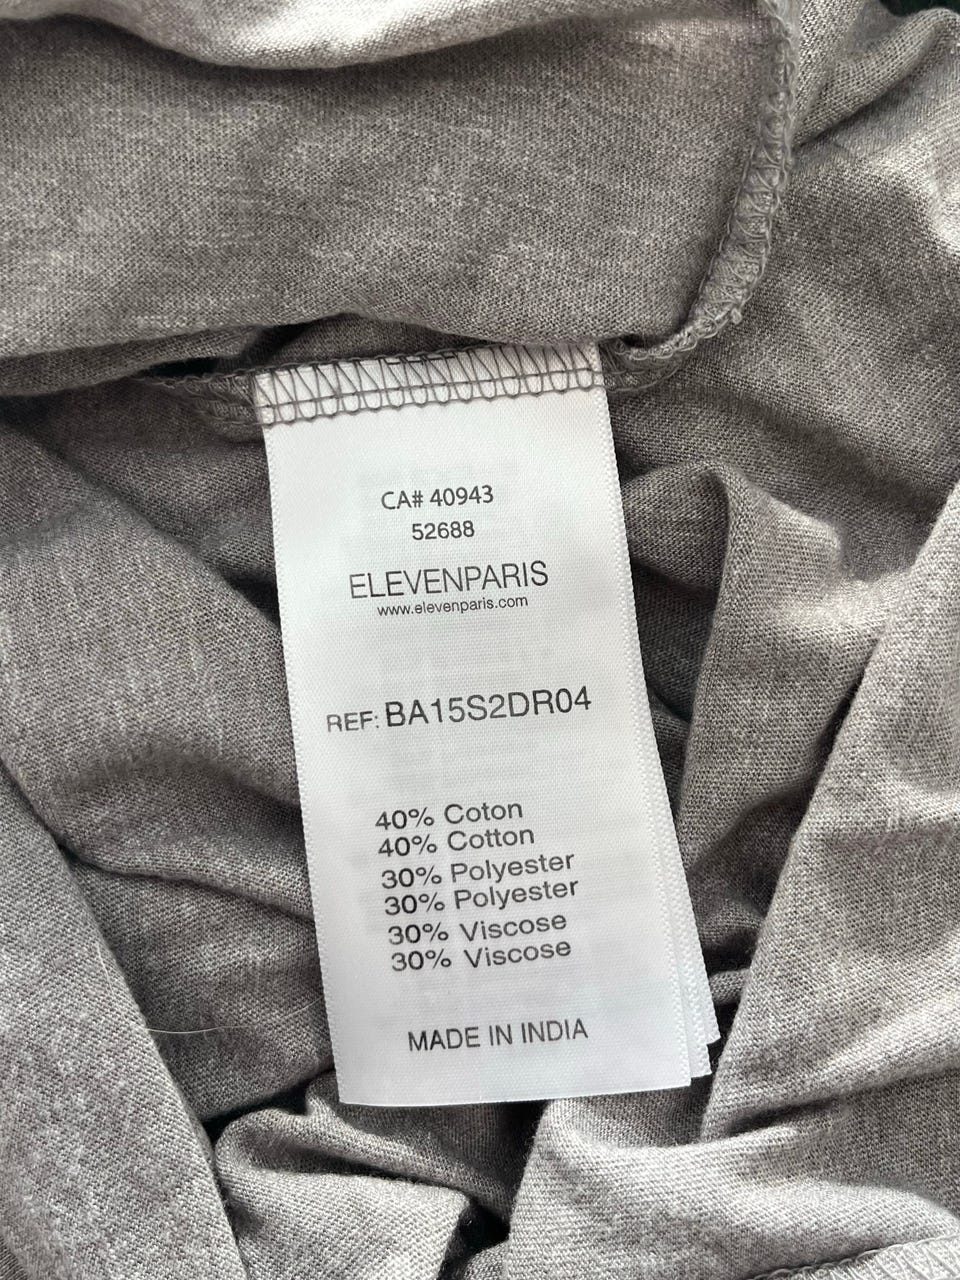 CA# 40943
52688
ELEVENPARIS
www.elevenparis.com
REF: BA15S2DR04
40% Coton
40% Cotton
30% Polyester
30% Polyester
30% Viscose
30% Viscose
MADE IN INDIA